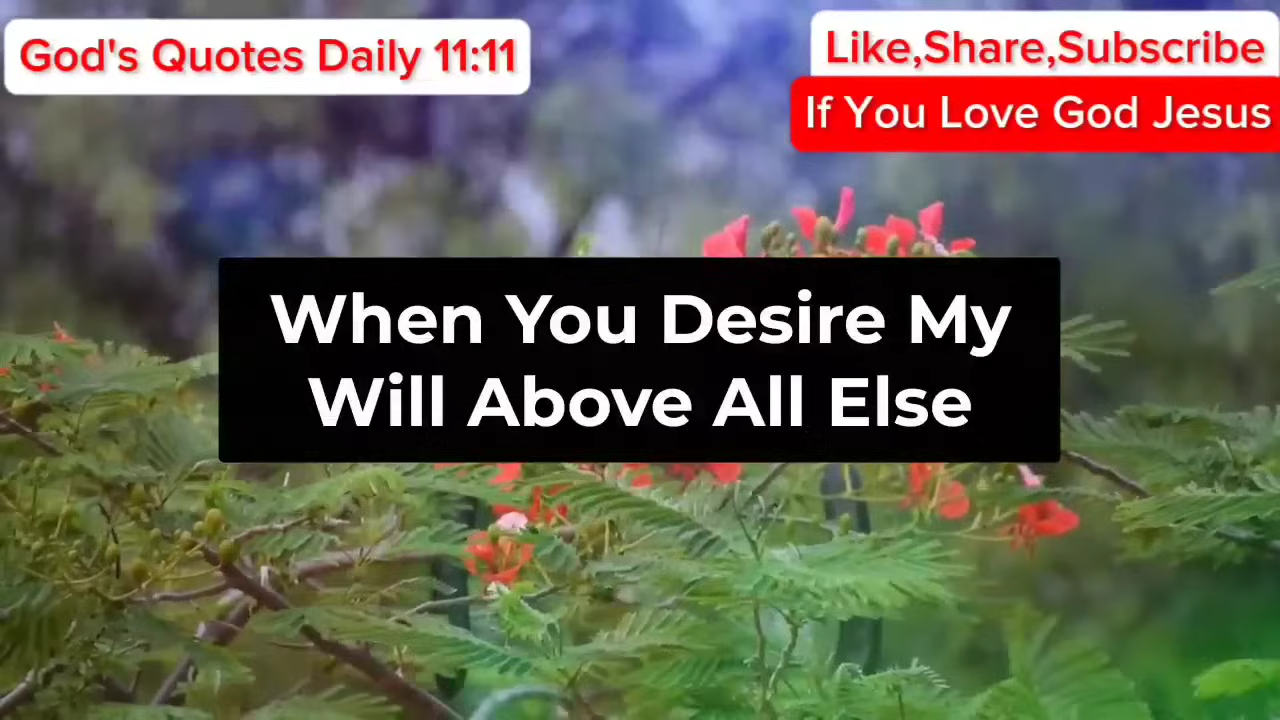 God's Quotes Daily 11:11
Like,Share,Subscribe
If You Love God Jesus
When You Desire My
Will Above All Else